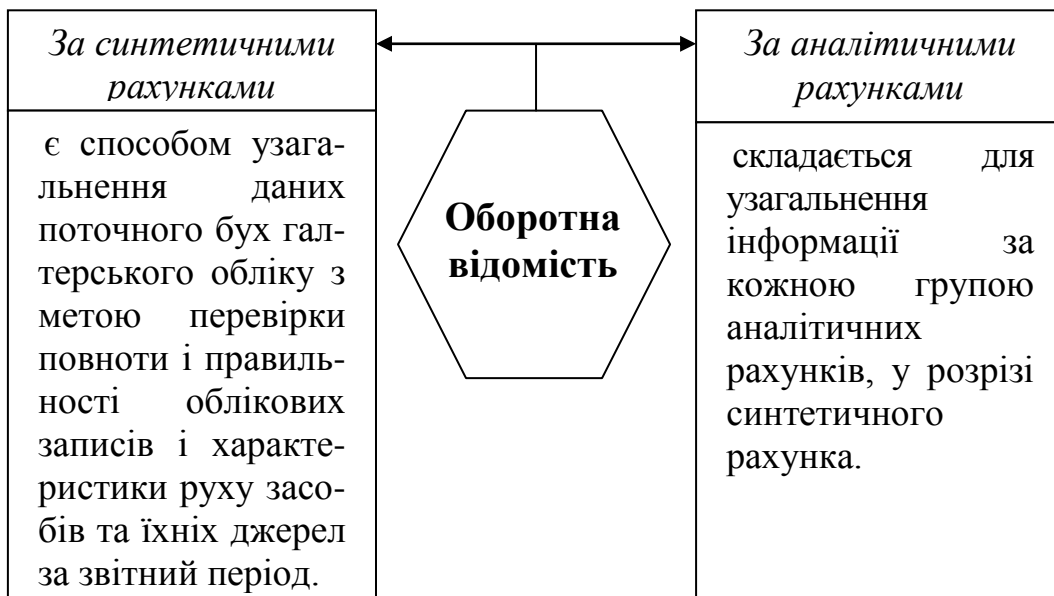 За синтетичними
рахунками
є способом узага-
льнення даних
поточного бух гал-
терського обліку з
метою перевірки
повноти і правиль-
ності облікових
записів і характе-
ристики руху засо-
бів та їхніх джерел
за звітний період.
Оборотна
відомість
За аналітичними
рахунками
складається для
узагальнення
інформації за
кожною групою
аналітичних
рахунків, у розрізі
синтетичного
рахунка.